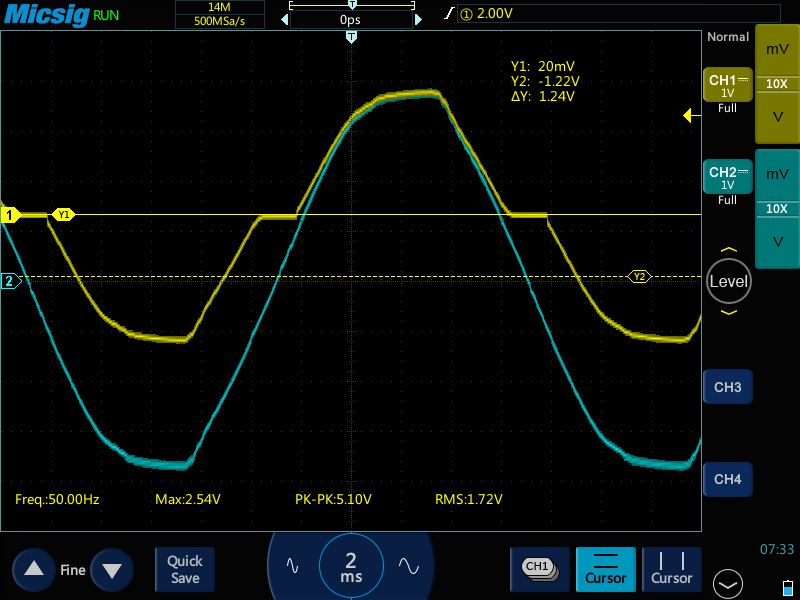 Micsig RUN
14M
500MSa/s
T
0ps
① 2.00V
Normal
mV
CH1
1V
10X
Full
V
Y1: 20mV
Y2: -1.22V
ΔY: 1.24V
T
mV
CH2
1V
10X
Full
V
1
Y1
2
Y2
Level
CH3
CH4
Freq.:50.00Hz
Max:2.54V
PK-PK:5.10V
RMS:1.72V
Fine
Quick
Save
2
ms
CH1
Cursor
Cursor
07:33